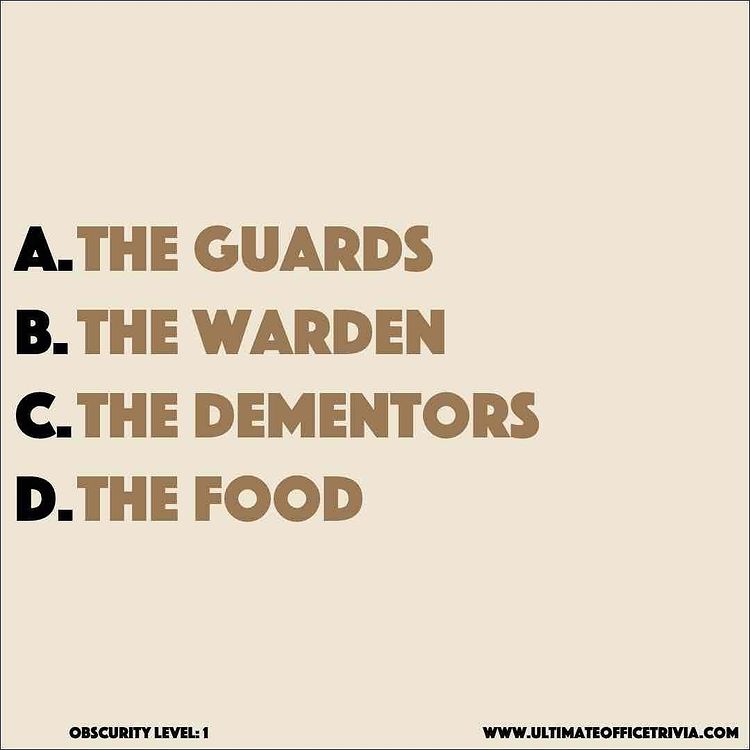 A. THE GUARDS
B. THE WARDEN
C. THE DEMENTORS
D. THE FOOD
OBSCURITY LEVEL: 1
WWW.ULTIMATEOFFICETRIVIA.COM